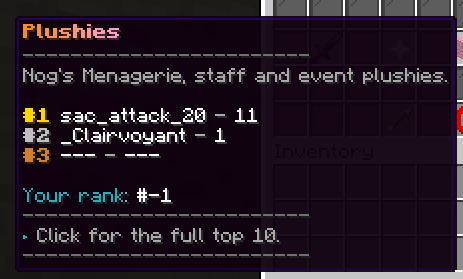 Plushies
-----------------------------
Nog's Menagerie, staff and event plushies.
#1 sac_attack_20 - 11
#2 _Clairvoyant - 1
#3 --- - ---
Your rank: #-1
-----------------------------
▸ Click for the full top 10.
-----------------------------
Inventory